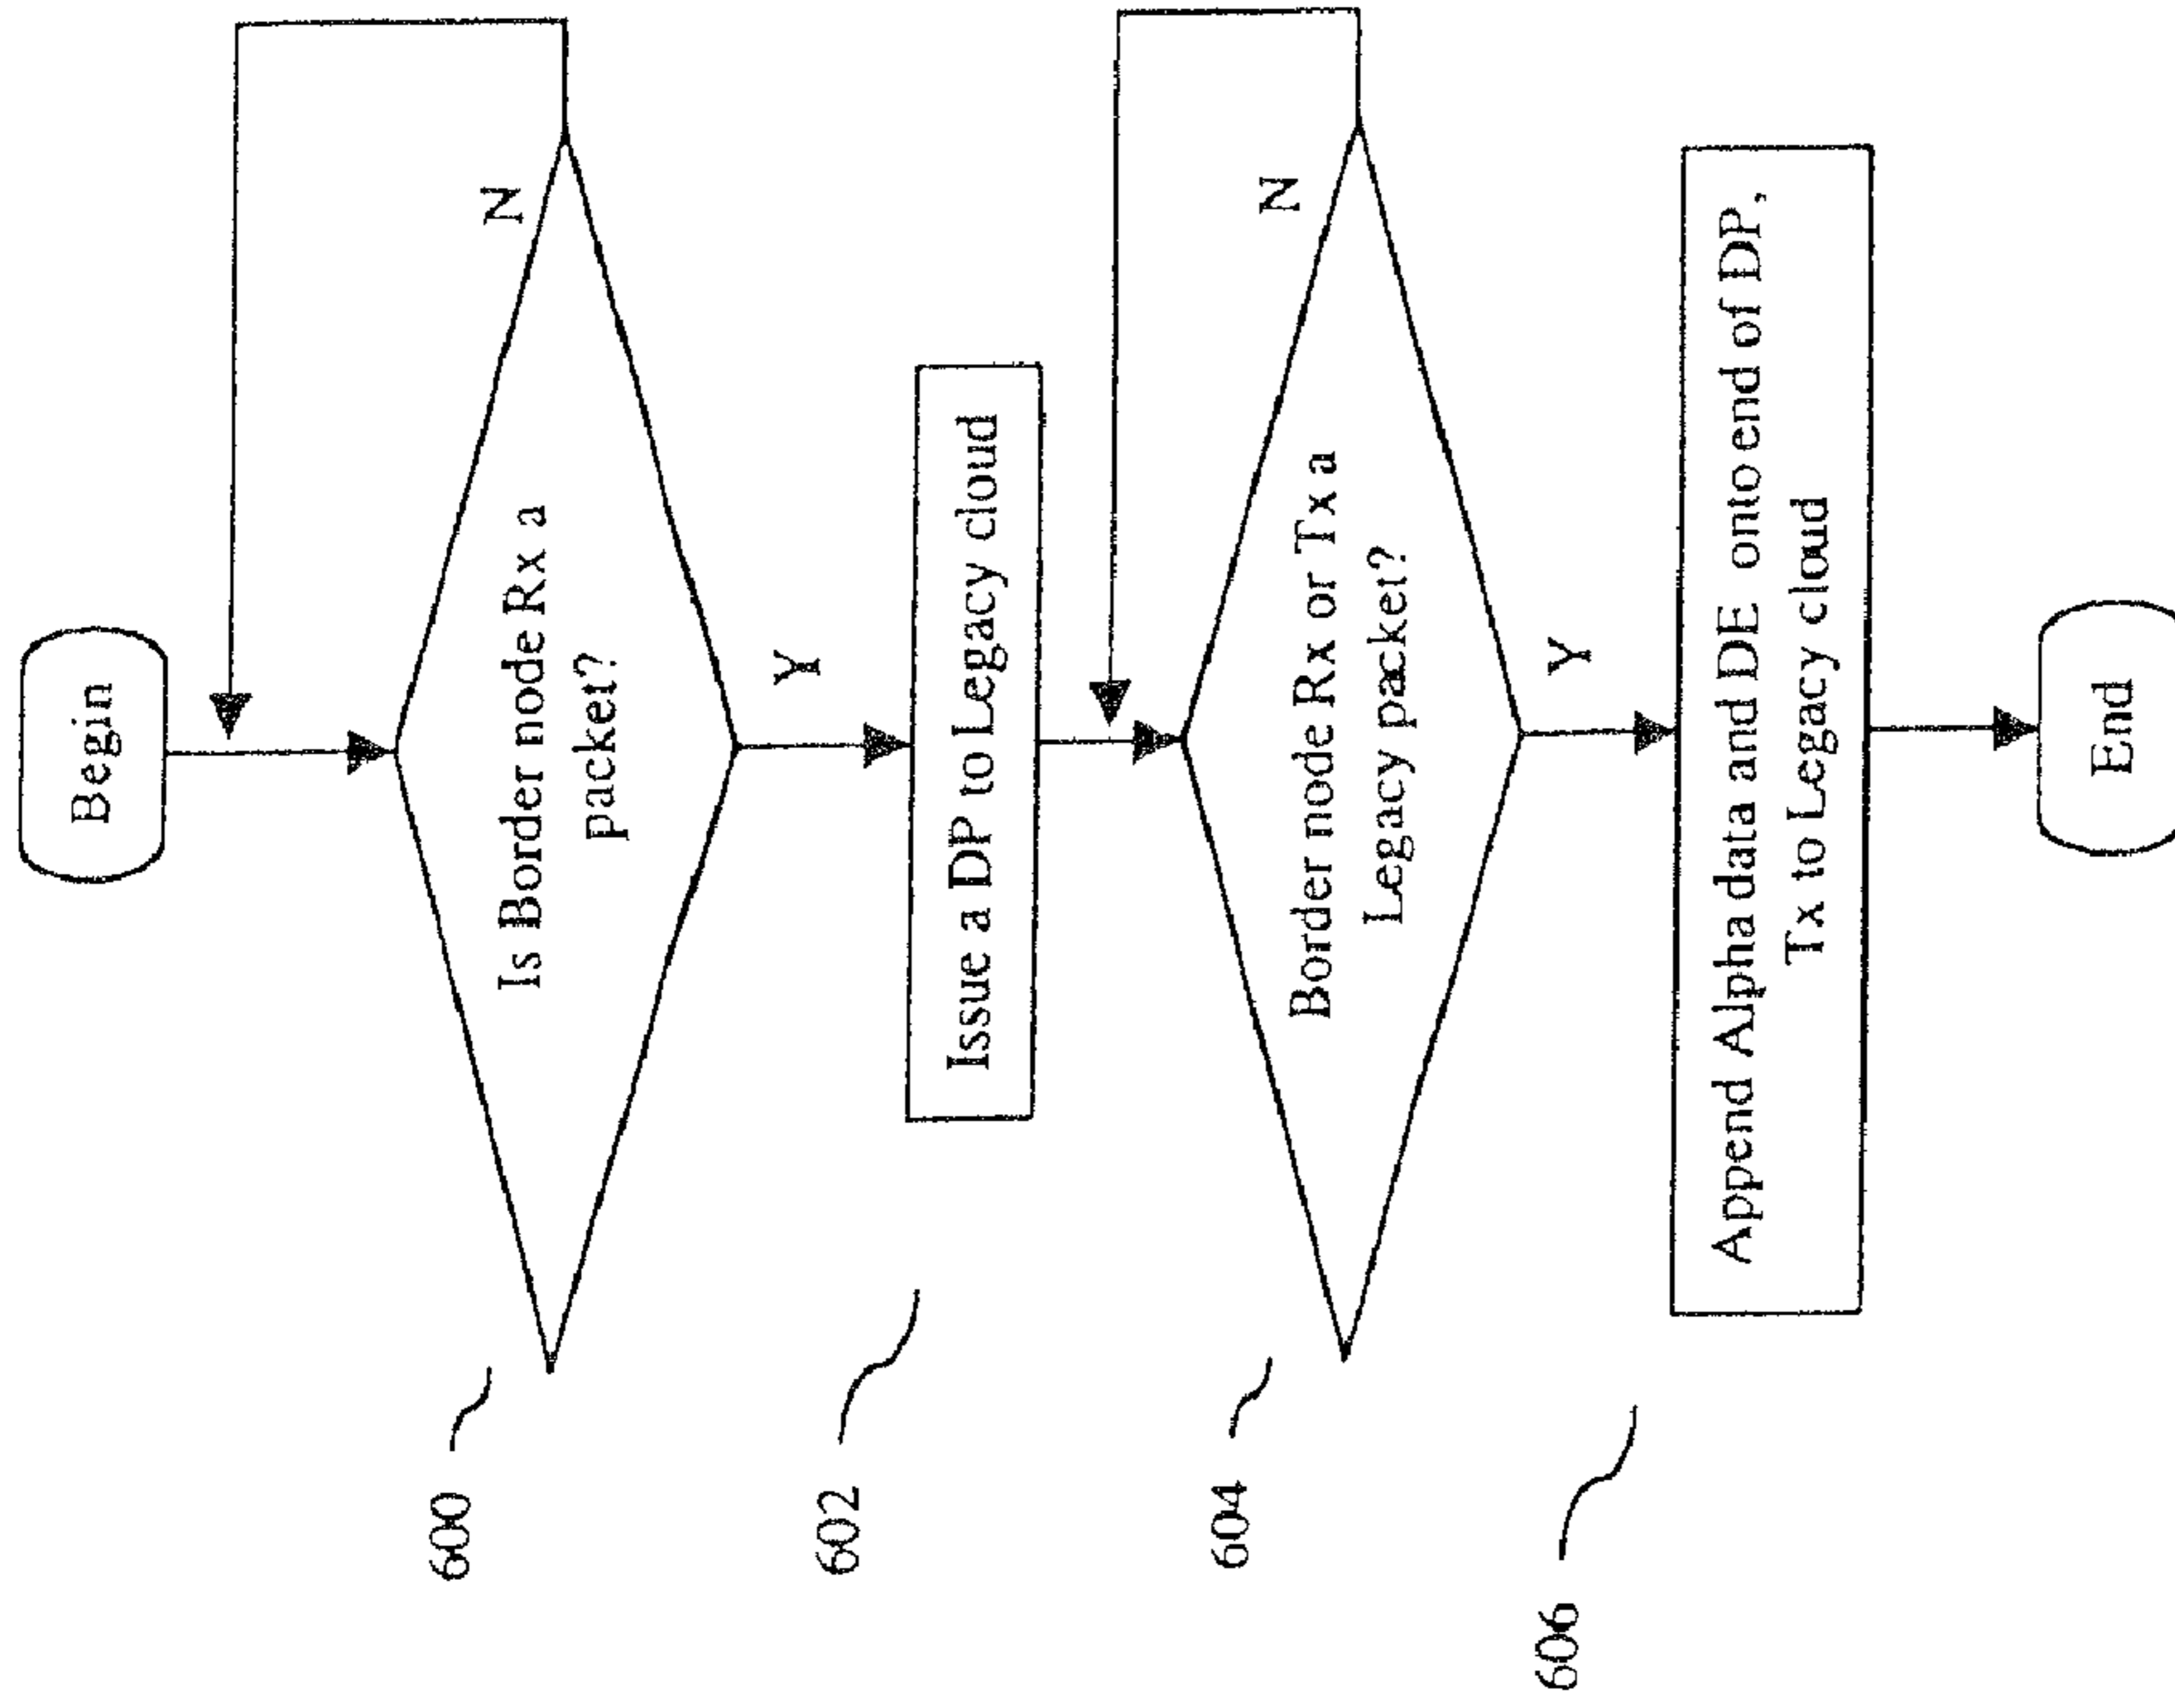 Begin
600
Is Border node Rx a
packet?
N
Y
602
Issue a DP to Legacy cloud
604
Border node Rx or Tx a
Legacy packet?
N
Y
606
Append Alpha data and DE onto end of DP,
Tx to Legacy cloud
End